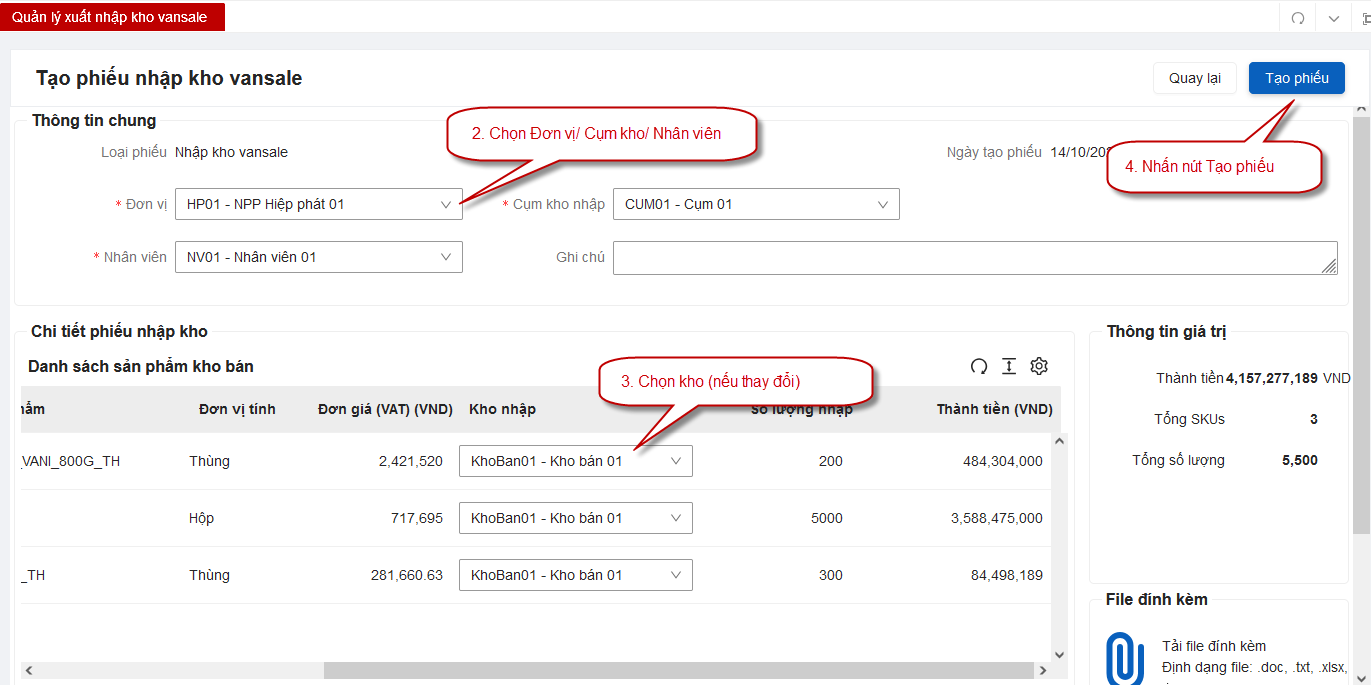 Quản lý xuất nhập kho vansale
Tạo phiếu nhập kho vansale
Quay lại
Tạo phiếu
Thông tin chung
2. Chọn Đơn vị/ Cụm kho/ Nhân viên
Loại phiếu Nhập kho vansale
Ngày tạo phiếu 14/10/20
4. Nhấn nút Tạo phiếu
* Đơn vị HP01 - NPP Hiệp phát 01
* Cụm kho nhập CUM01 - Cụm 01
* Nhân viên NV01 - Nhân viên 01
Ghi chú
Chi tiết phiếu nhập kho
Danh sách sản phẩm kho bán
3. Chọn kho (nếu thay đổi)
Đơn vị tính Đơn giá (VAT) (VND) Kho nhập Số lượng nhập Thành tiền (VND)
_VANI_800G_TH Thùng 2,421,520 KhoBan01 - Kho bán 01 200 484,304,000
Hộp 717,695 KhoBan01 - Kho bán 01 5000 3,588,475,000
_TH Thùng 281,660.63 KhoBan01 - Kho bán 01 300 84,498,189
Thông tin giá trị
Thành tiền 4,157,277,189 VND
Tổng SKUs 3
Tổng số lượng 5,500
File đính kèm
Tải file đính kèm
Định dạng file: .doc, .txt, .xlsx,